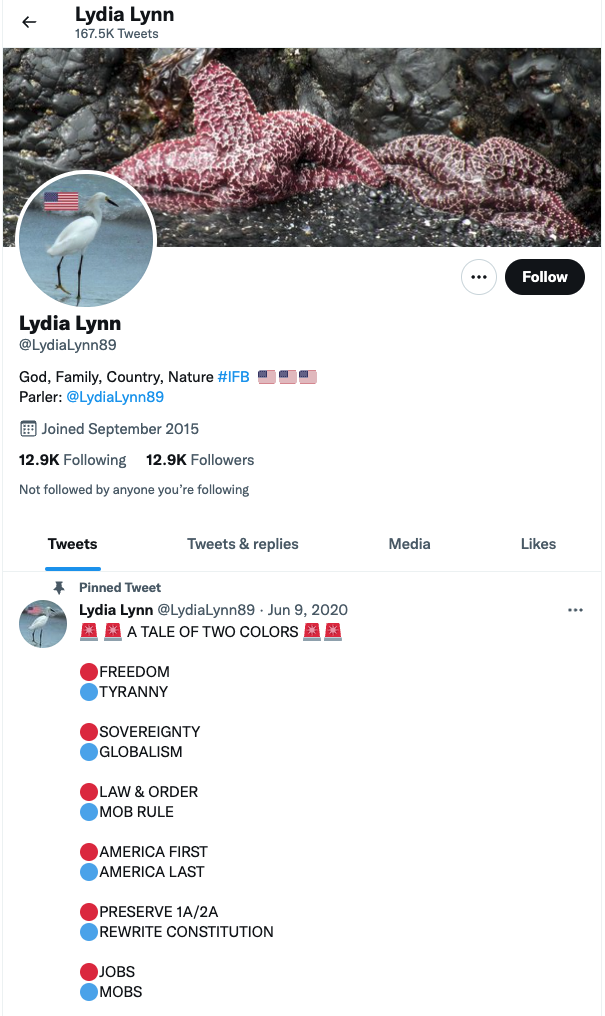 Lydia Lynn
167.5K Tweets
Follow
Lydia Lynn
@LydiaLynn89
God, Family, Country, Nature #IFB 🇺🇸🇺🇸🇺🇸
Parler: @LydiaLynn89
Joined September 2015
12.9K Following 12.9K Followers
Not followed by anyone you're following
Tweets Tweets & replies Media Likes
Pinned Tweet
Lydia Lynn @LydiaLynn89 · Jun 9, 2020
🚨 🚨 A TALE OF TWO COLORS 🚨 🚨
🔴FREEDOM
🔵TYRANNY
🔴SOVEREIGNTY
🔵GLOBALISM
🔴LAW & ORDER
🔵MOB RULE
🔴AMERICA FIRST
🔵AMERICA LAST
🔴PRESERVE 1A/2A
🔵REWRITE CONSTITUTION
🔴JOBS
🔵MOBS